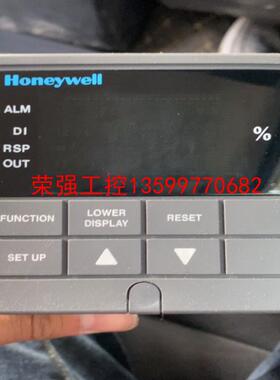 Honeywell
ALM
DI
%
RSP
OUT
荣强工控13599770682
FUNCTION
LOWER DISPLAY
RESET
SET UP